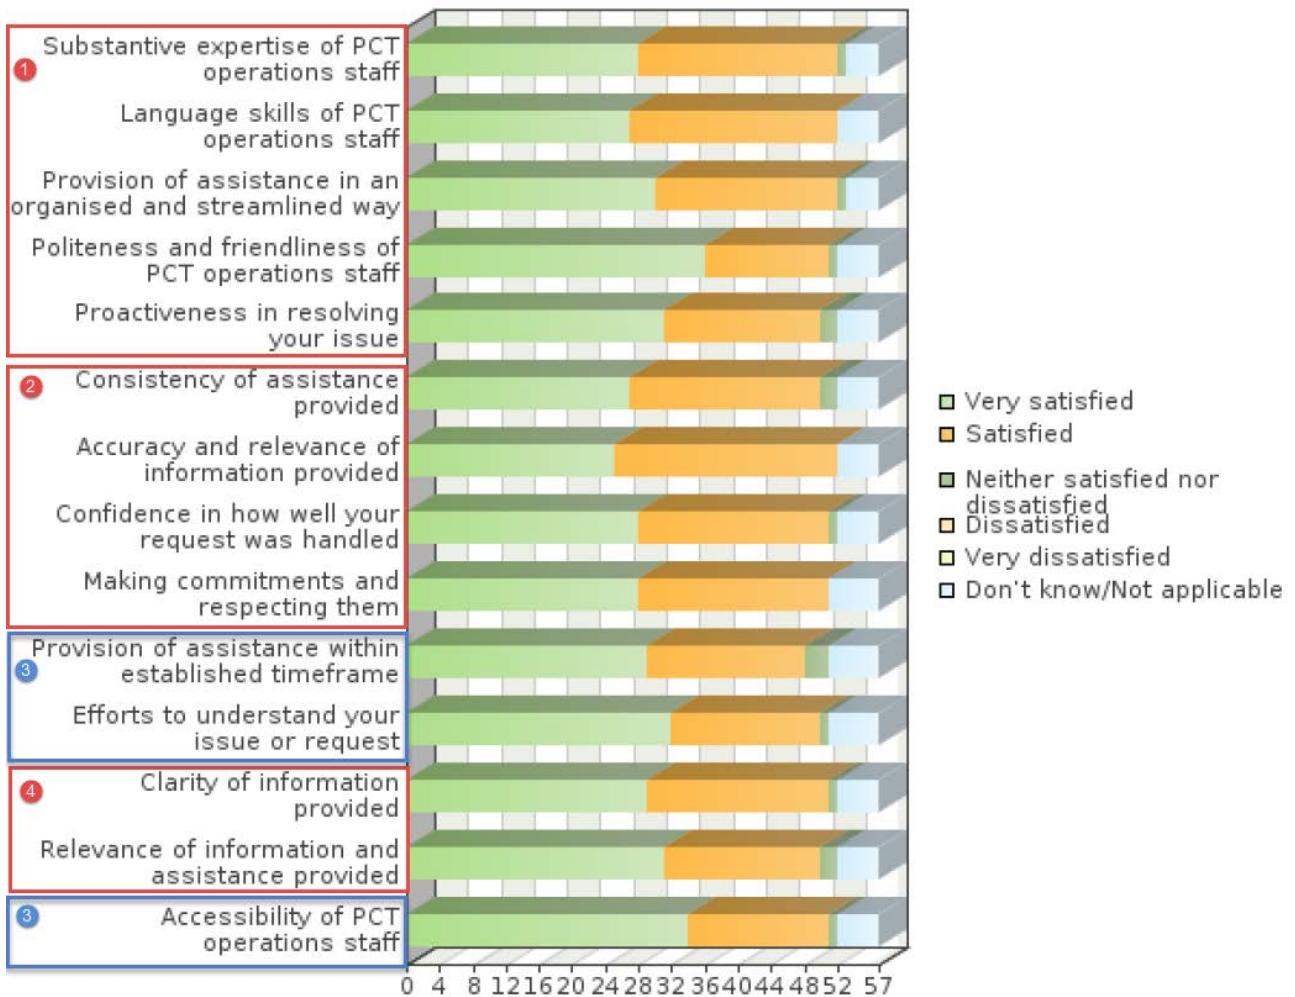 Substantive expertise of PCT
operations staff
1
Language skills of PCT
operations staff
Provision of assistance in an
organised and streamlined way
Politeness and friendliness of
PCT operations staff
Proactiveness in resolving
your issue
2
Consistency of assistance
provided
Accuracy and relevance of
information provided
Confidence in how well your
request was handled
Making commitments and
respecting them
Provision of assistance within
3
established timeframe
Efforts to understand your
issue or request
Clarity of information
4
provided
Relevance of information and
assistance provided
3
Accessibility of PCT
operations staff
0 4 8 12 16 20 24 28 32 36 40 44 48 52 57
Very satisfied
Satisfied
Neither satisfied nor
dissatisfied
Dissatisfied
Very dissatisfied
Don't know/Not applicable